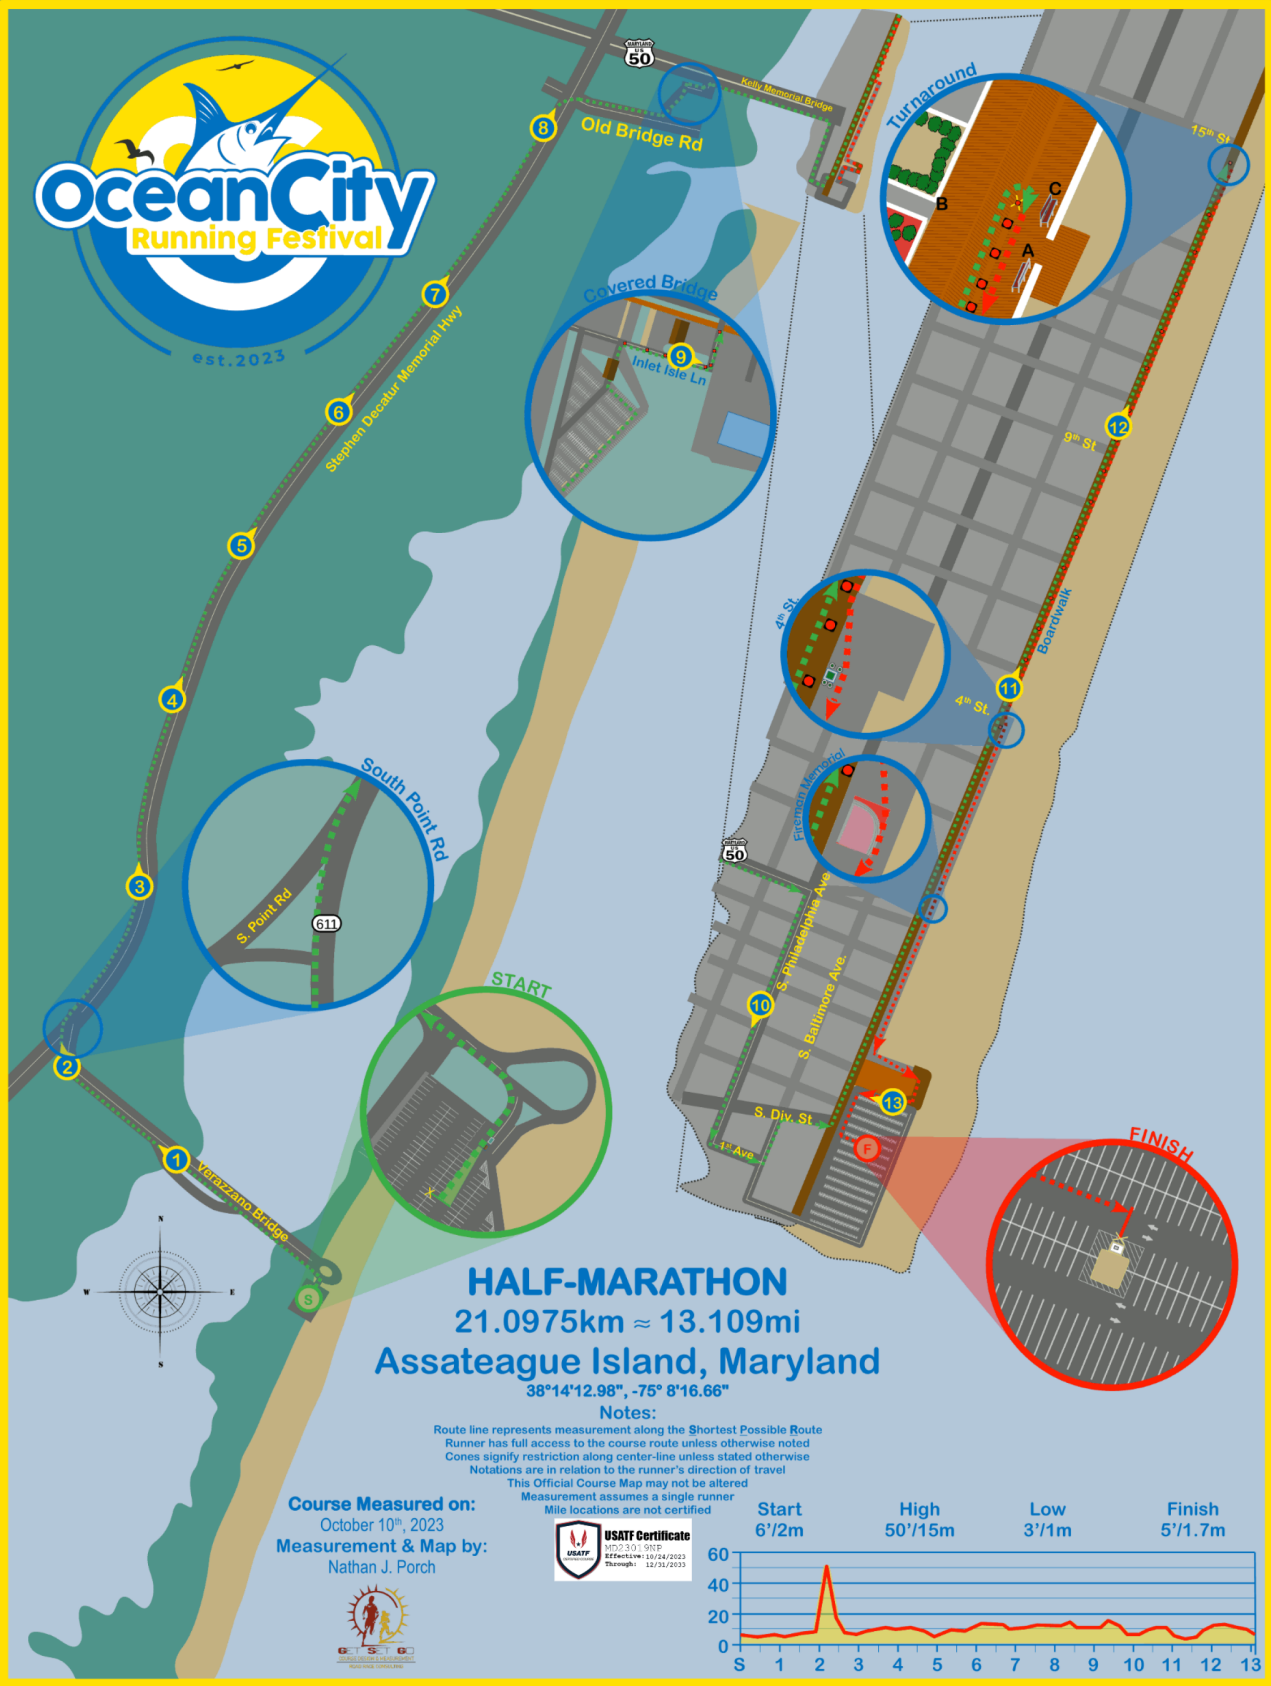 OceanCity
Running Festival
est.2023
MARYLAND
US
50
Kelly Memorial Bridge
Old Bridge Rd
8
7
Stephen Decatur Memorial Hwy
6
5
4
3
2
1
Verazzano Bridge
S
Covered Bridge
9
Inlet Isle Ln
Turnaround
B
C
A
15th St.
12
9th St
Boardwalk
11
4th St.
4th St.
Fireman Memorial
50
S. Philadelphia Ave.
10
S. Baltimore Ave.
S. Div. St
1st Ave
13
F
South Point Rd
S. Point Rd
611
START
X
FINISH
N
W
E
S
HALF-MARATHON
21.0975km ≈ 13.109mi
Assateague Island, Maryland
38°14'12.98", -75° 8'16.66"
Notes:
Route line represents measurement along the Shortest Possible Route
Runner has full access to the course route unless otherwise noted
Cones signify restriction along center-line unless stated otherwise
Notations are in relation to the runner's direction of travel
This Official Course Map may not be altered
Measurement assumes a single runner
Mile locations are not certified
Course Measured on:
October 10th, 2023
Measurement & Map by:
Nathan J. Porch
GET SET GO
USATF
USATF Certificate
MD23019NP
Effective: 10/24/2023
Through: 12/31/2033
Start
6'/2m
High
50'/15m
Low
3'/1m
Finish
5'/1.7m
60
40
20
0
S 1 2 3 4 5 6 7 8 9 10 11 12 13